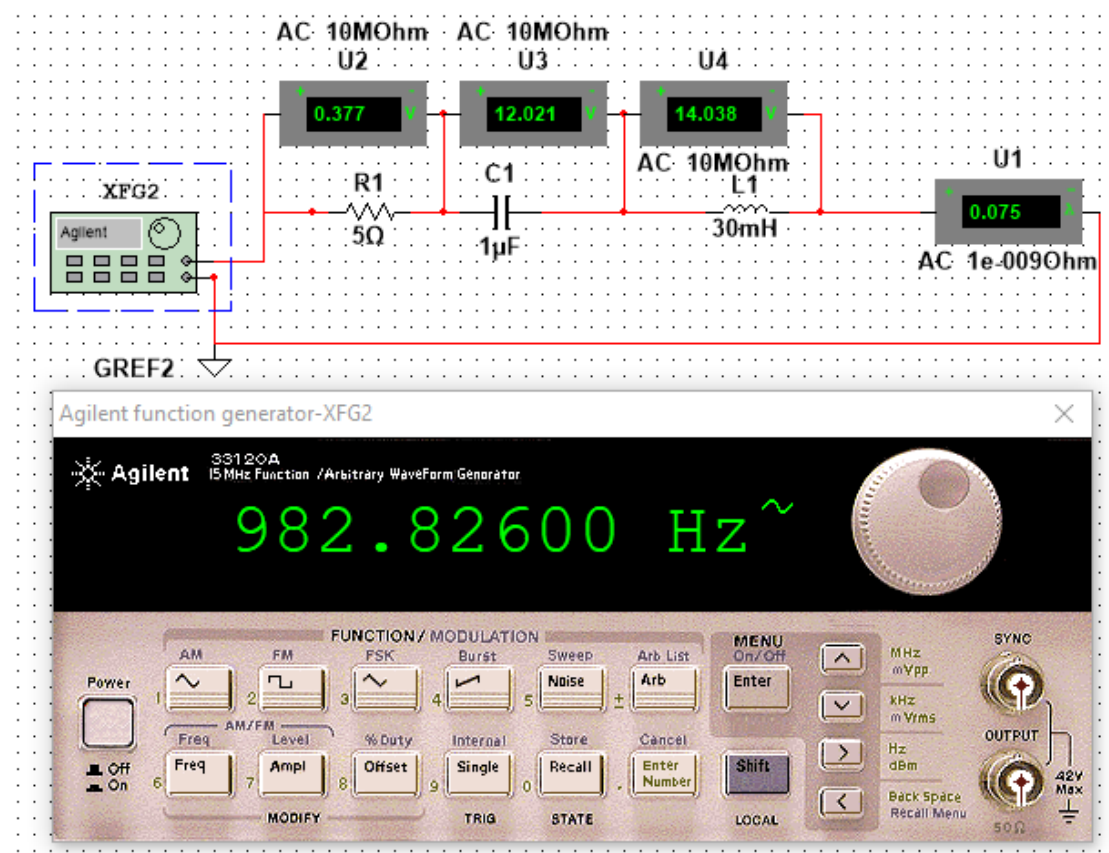 AC 10MOhm AC 10MOhm
U2 U3 U4
0.377 V 12.021 V 14.038 V
AC 10MOhm
XFG2 R1 C1 L1 U1
Agilent 0.075 A
5Ω 1µF 30mH
AC 1e-009Ohm
GREF2
Agilent function generator-XFG2
Agilent 33120A
15 MHz Function / Arbitrary WaveForm Genorator
982.82600 Hz
FUNCTION / MODULATION
AM FM FSK Burst Sweep Arb List
MENU
On/Off
SYNC
Power
1 2 3 4 5 Noise ± Arb Enter
MHz
mVpp
kHz
mVrms
AM/FM
Freq Level % Duty Internal Store Cancel
OUTPUT
Off
On
6 Freq 7 Ampl 8 Offset 9 Single 0 Recall . Enter Number Shift
Hz
dBm
42V
Max
Back Space
Recall Menu
MODIFY TRIG STATE LOCAL
50Ω